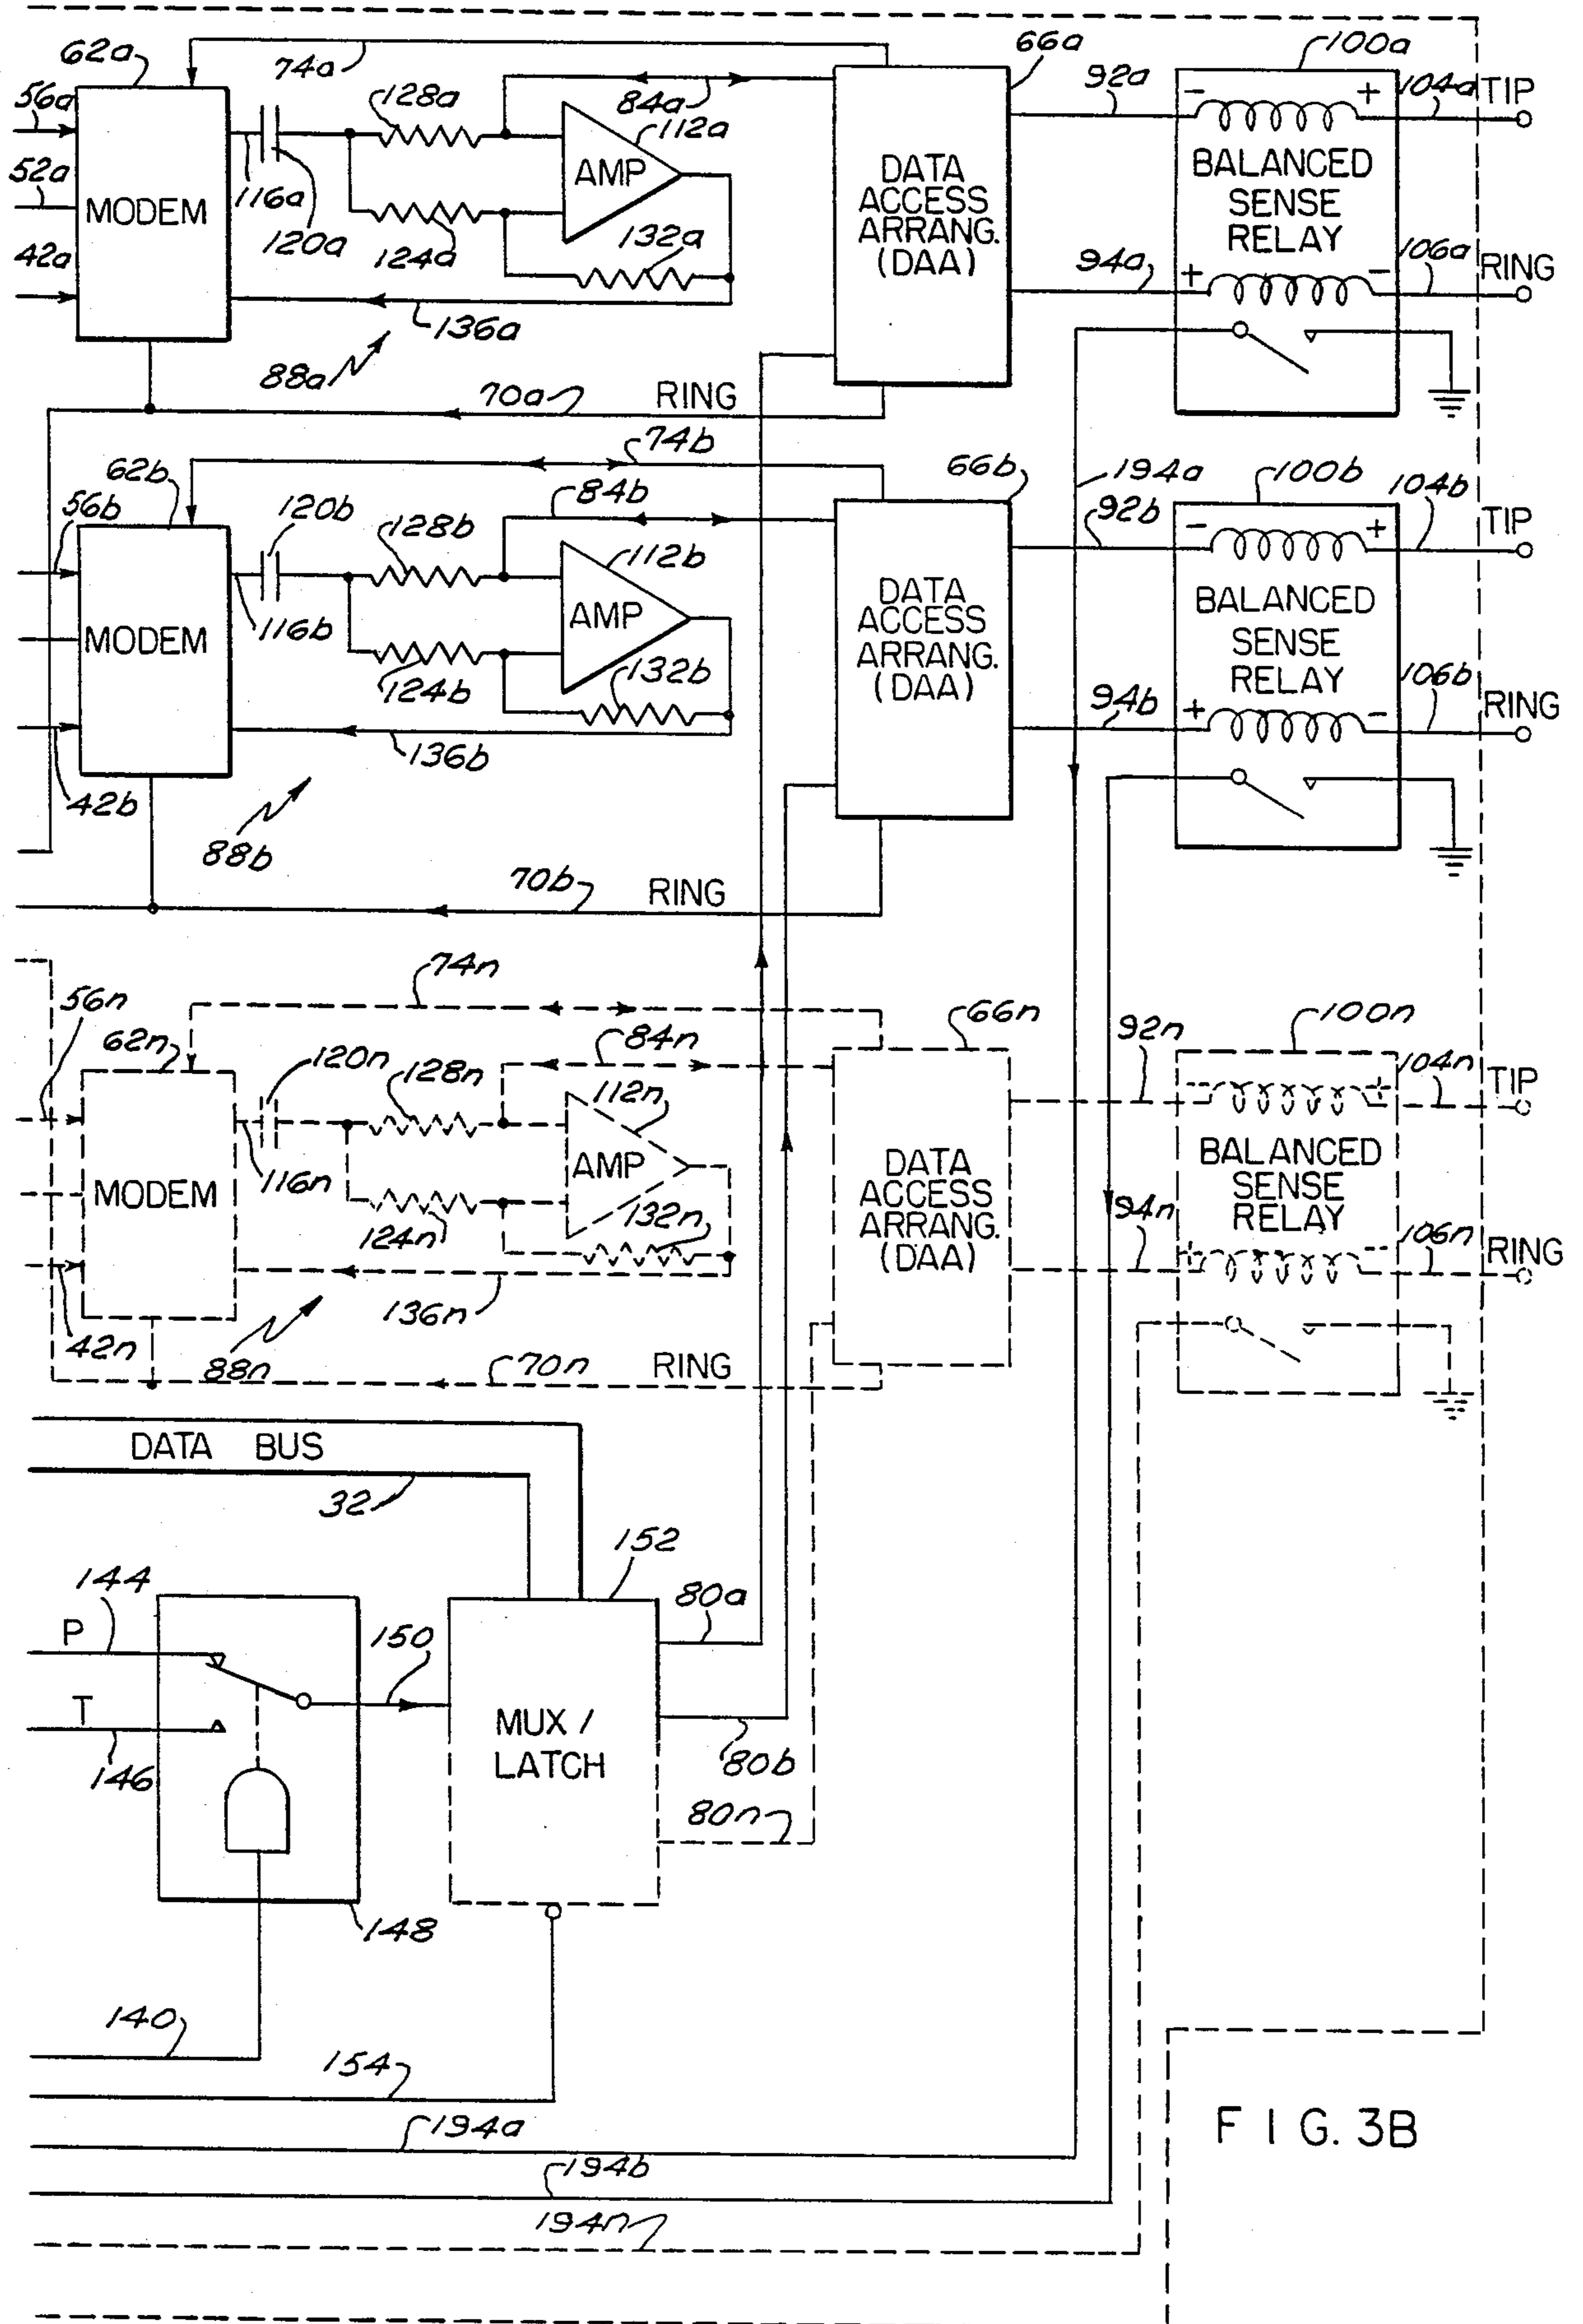 62a
74a
66a
100a
56a
128a
84a
92a
-
+
104a
TIP
112a
52a
MODEM
116a
120a
AMP
124a
132a
DATA
ACCESS
ARRANG.
(DAA)
BALANCED
SENSE
RELAY
42a
94a
+
-
106a
RING
136a
88a
70a
RING
74b
194a
62b
120b
84b
66b
100b
104b
56b
128b
92b
-
+
TIP
112b
MODEM
116b
AMP
124b
132b
DATA
ACCESS
ARRANG.
(DAA)
BALANCED
SENSE
RELAY
106b
94b
+
-
RING
136b
42b
88b
70b
RING
74n
56n
66n
100n
62n
120n
84n
92n
128n
112n
-
+
104n
TIP
MODEM
116n
AMP
124n
132n
DATA
ACCESS
ARRANG.
(DAA)
BALANCED
SENSE
RELAY
94n
+
-
106n
RING
136n
42n
88n
70n
RING
DATA BUS
32
152
144
80a
P
150
T
MUX /
LATCH
146
80b
80n
148
140
154
194a
FIG. 3B
194b
194n